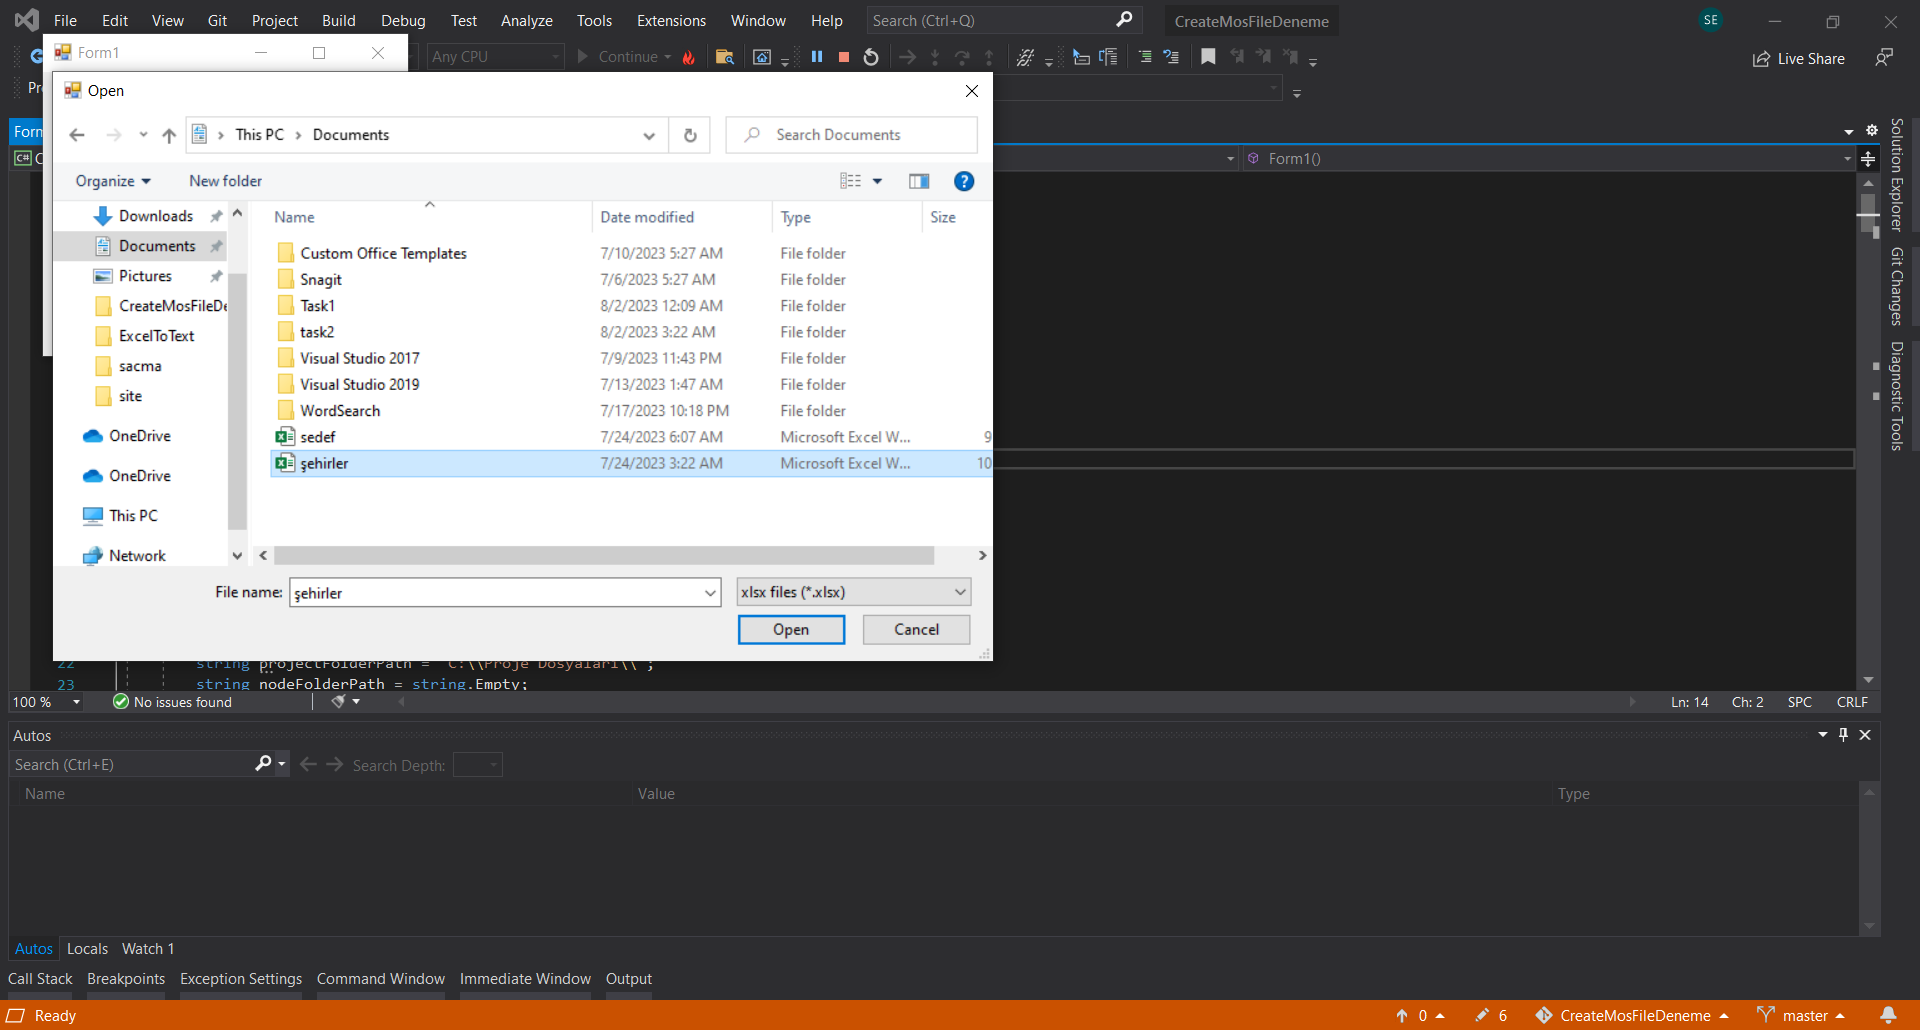 File Edit View Git Project Build Debug Test Analyze Tools Extensions Window Help Search (Ctrl+Q) CreateMosFileDeneme SE
Form1
Any CPU Continue Live Share
Open
This PC › Documents Search Documents
Organize New folder
Form
Form1()
Name Date modified Type Size
Downloads
Documents
Pictures
CreateMosFileDe
ExcelToText
sacma
site
OneDrive
OneDrive
This PC
Network
Custom Office Templates 7/10/2023 5:27 AM File folder
Snagit 7/6/2023 5:27 AM File folder
Task1 8/2/2023 12:09 AM File folder
task2 8/2/2023 3:22 AM File folder
Visual Studio 2017 7/9/2023 11:43 PM File folder
Visual Studio 2019 7/13/2023 1:47 AM File folder
WordSearch 7/17/2023 10:18 PM File folder
sedef 7/24/2023 6:07 AM Microsoft Excel W... 9
şehirler 7/24/2023 3:22 AM Microsoft Excel W... 10
File name: şehirler xlsx files (*.xlsx)
Open Cancel
Solution Explorer
Git Changes
Diagnostic Tools
22 string projectFolderPath = "C:\\Proje Dosyaları\\";
23 string nodeFolderPath = string.Empty;
100 % No issues found Ln: 14 Ch: 2 SPC CRLF
Autos
Search (Ctrl+E) Search Depth:
Name Value Type
Autos Locals Watch 1
Call Stack Breakpoints Exception Settings Command Window Immediate Window Output
Ready 0 6 CreateMosFileDeneme master